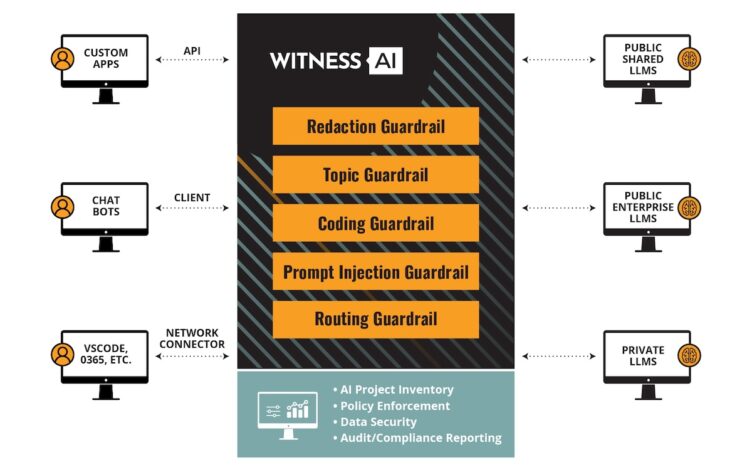 CUSTOM
APPS
API
WITNESS AI
PUBLIC
SHARED
LLMS
Redaction Guardrail
Topic Guardrail
CHAT
BOTS
CLIENT
Coding Guardrail
PUBLIC
ENTERPRISE
LLMS
Prompt Injection Guardrail
Routing Guardrail
VSCODE,
0365, ETC.
NETWORK
CONNECTOR
PRIVATE
LLMS
• AI Project Inventory
• Policy Enforcement
• Data Security
• Audit/Compliance Reporting